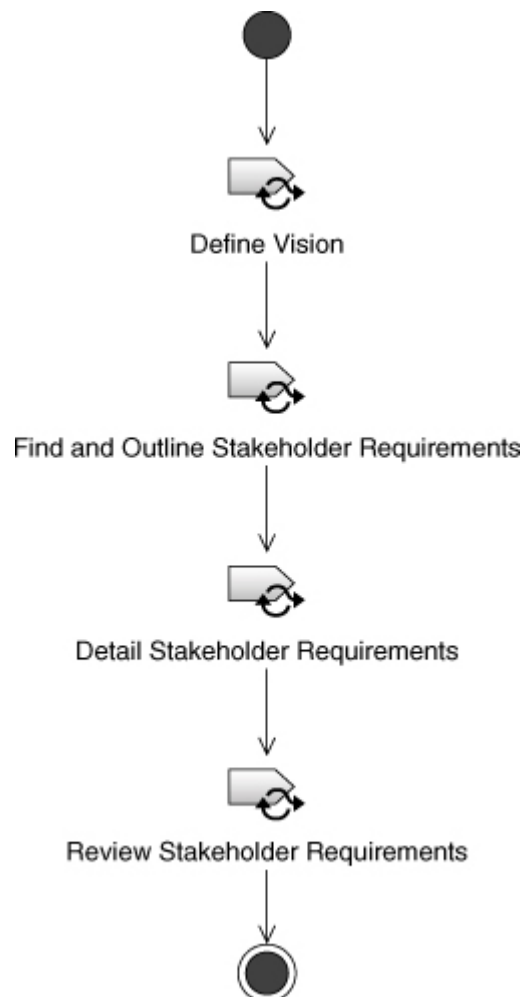 Define Vision
Find and Outline Stakeholder Requirements
Detail Stakeholder Requirements
Review Stakeholder Requirements